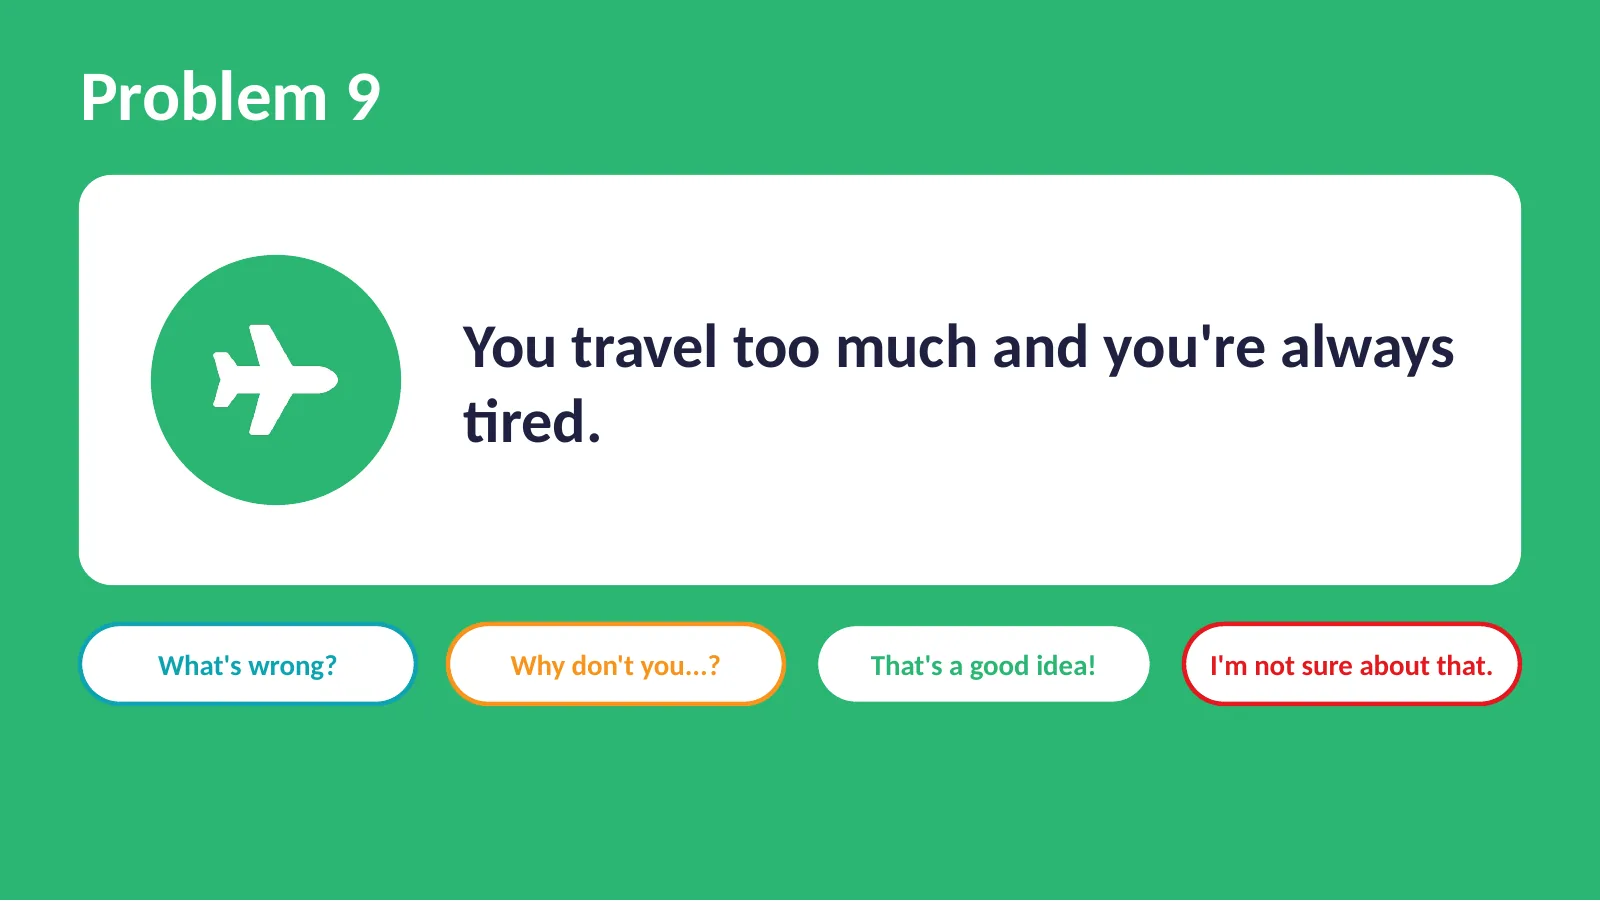 Problem 9
You travel too much and you're always
tired.
What's wrong?
Why don't you...?
That's a good idea!
I'm not sure about that.